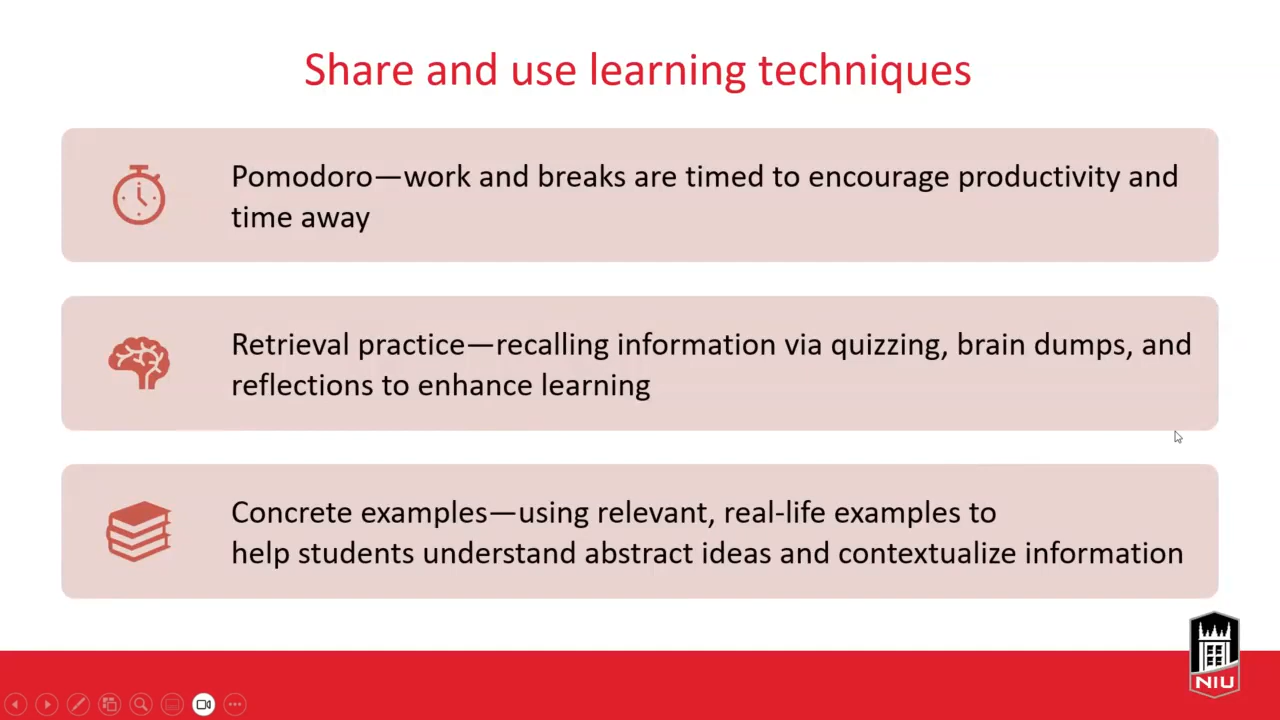 Share and use learning techniques
Pomodoro—work and breaks are timed to encourage productivity and
time away
Retrieval practice—recalling information via quizzing, brain dumps, and
reflections to enhance learning
Concrete examples—using relevant, real-life examples to
help students understand abstract ideas and contextualize information
NIU